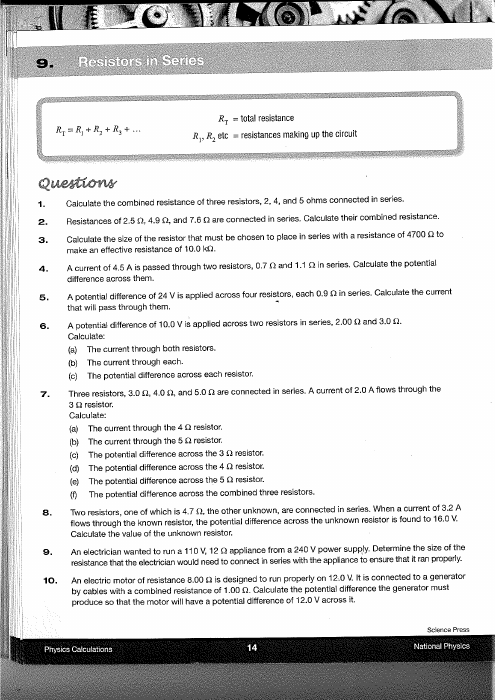 9. Resistors in Series
R_T = R_1 + R_2 + R_3 + ...
R_T = total resistance
R_1, R_2 etc = resistances making up the circuit
Questions
1. Calculate the combined resistance of three resistors, 2, 4, and 5 ohms connected in series.
2. Resistances of 2.5 Ω, 4.9 Ω, and 7.6 Ω are connected in series. Calculate their combined resistance.
3. Calculate the size of the resistor that must be chosen to place in series with a resistance of 4700 Ω to
make an effective resistance of 10.0 kΩ.
4. A current of 4.5 A is passed through two resistors, 0.7 Ω and 1.1 Ω in series. Calculate the potential
difference across them.
5. A potential difference of 24 V is applied across four resistors, each 0.9 Ω in series. Calculate the current
that will pass through them.
6. A potential difference of 10.0 V is applied across two resistors in series, 2.00 Ω and 3.0 Ω.
Calculate:
(a) The current through both resistors.
(b) The current through each.
(c) The potential difference across each resistor.
7. Three resistors, 3.0 Ω, 4.0 Ω, and 5.0 Ω are connected in series. A current of 2.0 A flows through the
3 Ω resistor.
Calculate:
(a) The current through the 4 Ω resistor.
(b) The current through the 5 Ω resistor.
(c) The potential difference across the 3 Ω resistor.
(d) The potential difference across the 4 Ω resistor.
(e) The potential difference across the 5 Ω resistor.
(f) The potential difference across the combined three resistors.
8. Two resistors, one of which is 4.7 Ω, the other unknown, are connected in series. When a current of 3.2 A
flows through the known resistor, the potential difference across the unknown resistor is found to 16.0 V.
Calculate the value of the unknown resistor.
9. An electrician wanted to run a 110 V, 12 Ω appliance from a 240 V power supply. Determine the size of the
resistance that the electrician would need to connect in series with the appliance to ensure that it ran properly.
10. An electric motor of resistance 8.00 Ω is designed to run properly on 12.0 V. It is connected to a generator
by cables with a combined resistance of 1.00 Ω. Calculate the potential difference the generator must
produce so that the motor will have a potential difference of 12.0 V across it.
Science Press
Physics Calculations 14 National Physics